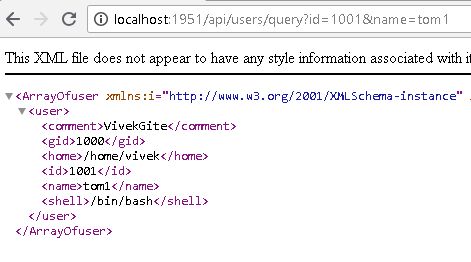 localhost:1951/api/users/query?id=1001&name=tom1
This XML file does not appear to have any style information associated with it
<ArrayOfuser xmlns:i="http://www.w3.org/2001/XMLSchema-instance"
<user>
<comment>VivekGite</comment>
<gid>1000</gid>
<home>/home/vivek</home>
<id>1001</id>
<name>tom1</name>
<shell>/bin/bash</shell>
</user>
</ArrayOfuser>